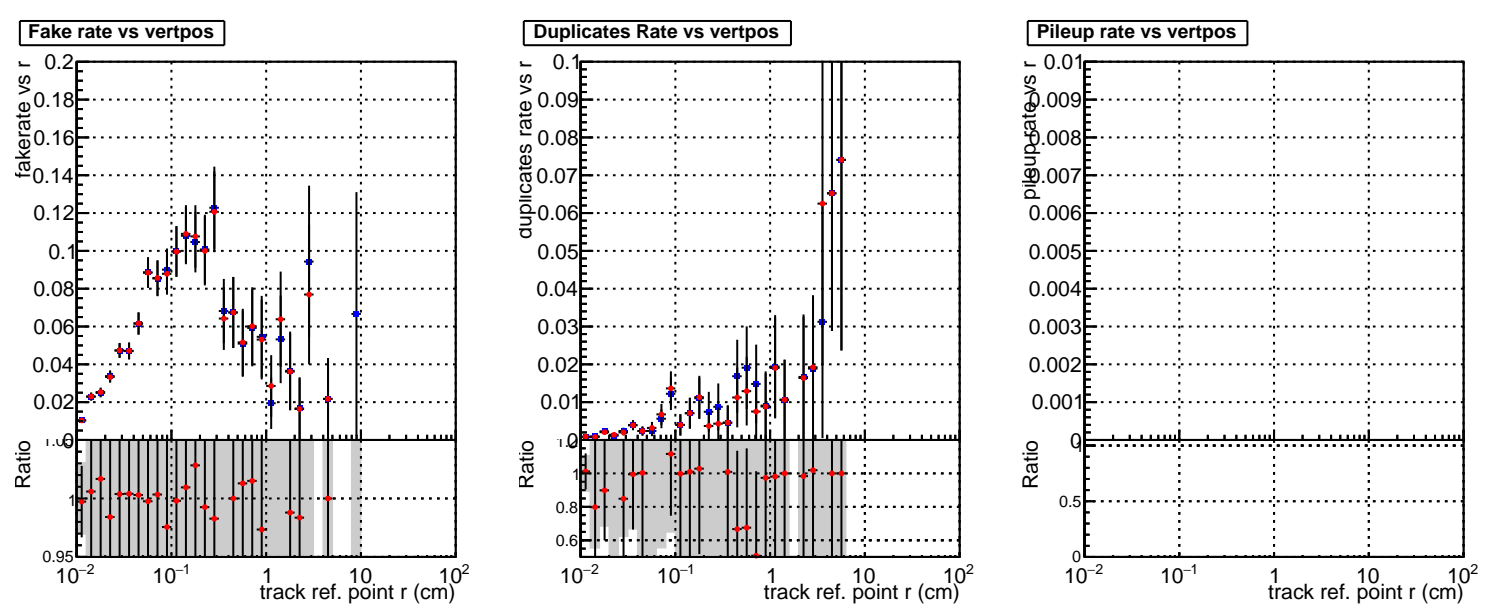 Fake rate vs vertpos
fakerate vs r
0.2
0.18
0.16
0.14
0.12
0.1
0.08
0.06
0.04
0.02
0
Ratio
1
0.95
10−2 10−1 1 10 102
track ref. point r (cm)
Duplicates Rate vs vertpos
duplicates rate vs r
0.1
0.09
0.08
0.07
0.06
0.05
0.04
0.03
0.02
0.01
0
Ratio
1
0.8
0.6
10−2 10−1 1 10 102
track ref. point r (cm)
Pileup rate vs vertpos
pileup rate vs r
0.01
0.009
0.008
0.007
0.006
0.005
0.004
0.003
0.002
0.001
0
Ratio
1
0.5
0
10−2 10−1 1 10 102
track ref. point r (cm)